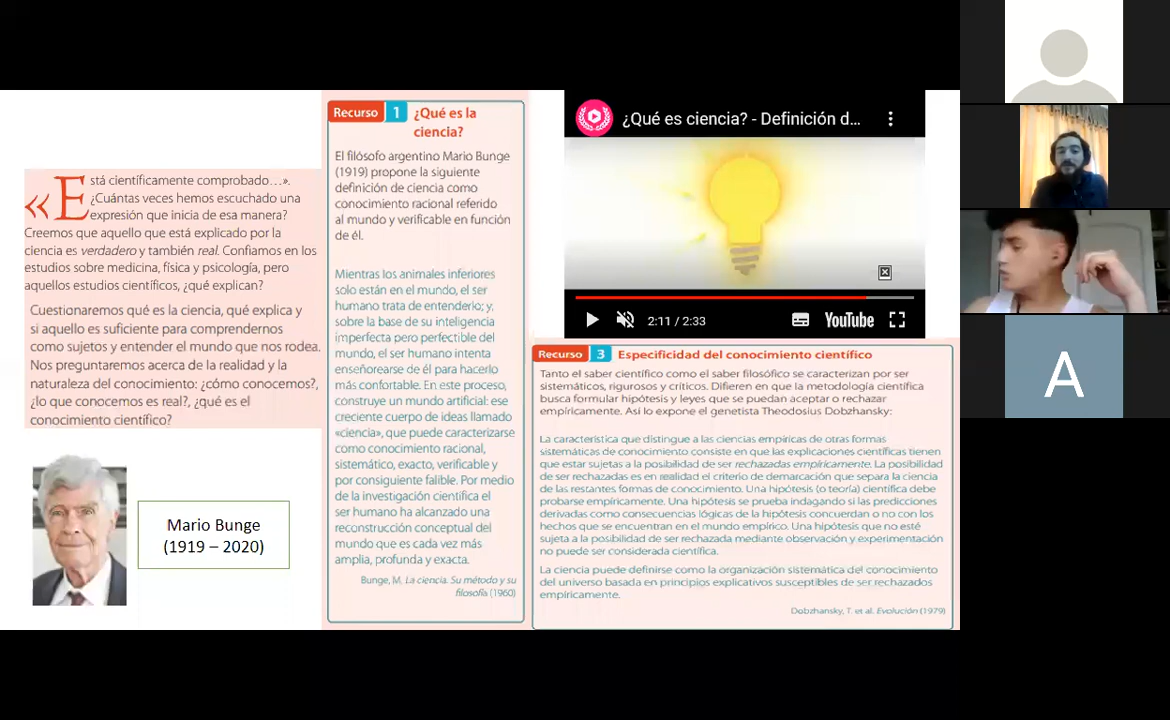 «E stá científicamente comprobado…».
¿Cuántas veces hemos escuchado una
expresión que inicia de esa manera?
Creemos que aquello que está explicado por la
ciencia es verdadero y también real. Confiamos en los
estudios sobre medicina, física y psicología, pero
aquellos estudios científicos, ¿qué explican?
Cuestionaremos qué es la ciencia, qué explica y
si aquello es suficiente para comprendernos
como sujetos y entender el mundo que nos rodea.
Nos preguntaremos acerca de la realidad y la
naturaleza del conocimiento: ¿cómo conocemos?,
¿lo que conocemos es real?, ¿qué es el
conocimiento científico?
Mario Bunge
(1919 – 2020)
Recurso 1 ¿Qué es la
ciencia?
El filósofo argentino Mario Bunge
(1919) propone la siguiente
definición de ciencia como
conocimiento racional referido
al mundo y verificable en función
de él.
Mientras los animales inferiores
solo están en el mundo, el ser
humano trata de entenderlo; y,
sobre la base de su inteligencia
imperfecta pero perfectible del
mundo, el ser humano intenta
enseñorearse de él para hacerlo
más confortable. En este proceso,
construye un mundo artificial: ese
creciente cuerpo de ideas llamado
«ciencia», que puede caracterizarse
como conocimiento racional,
sistemático, exacto, verificable y
por consiguiente falible. Por medio
de la investigación científica el
ser humano ha alcanzado una
reconstrucción conceptual del
mundo que es cada vez más
amplia, profunda y exacta.
Bunge, M. La ciencia. Su método y su
filosofía (1960)
¿Qué es ciencia? - Definición d...
2:11 / 2:33
YouTube
Recurso 3 Especificidad del conocimiento científico
Tanto el saber científico como el saber filosófico se caracterizan por ser
sistemáticos, rigurosos y críticos. Difieren en que la metodología científica
busca formular hipótesis y leyes que se puedan aceptar o rechazar
empíricamente. Así lo expone el genetista Theodosius Dobzhansky:
La característica que distingue a las ciencias empíricas de otras formas
sistemáticas de conocimiento consiste en que las explicaciones científicas tienen
que estar sujetas a la posibilidad de ser rechazadas empíricamente. La posibilidad
de ser rechazadas es en realidad el criterio de demarcación que separa la ciencia
de las restantes formas de conocimiento. Una hipótesis (o teoría) científica debe
probarse empíricamente. Una hipótesis se prueba indagando si las predicciones
derivadas como consecuencias lógicas de la hipótesis concuerdan o no con los
hechos que se encuentran en el mundo empírico. Una hipótesis que no esté
sujeta a la posibilidad de ser rechazada mediante observación y experimentación
no puede ser considerada científica.
La ciencia puede definirse como la organización sistemática del conocimiento
del universo basada en principios explicativos susceptibles de ser rechazados
empíricamente.
Dobzhansky, T. et al. Evolución (1979)
A